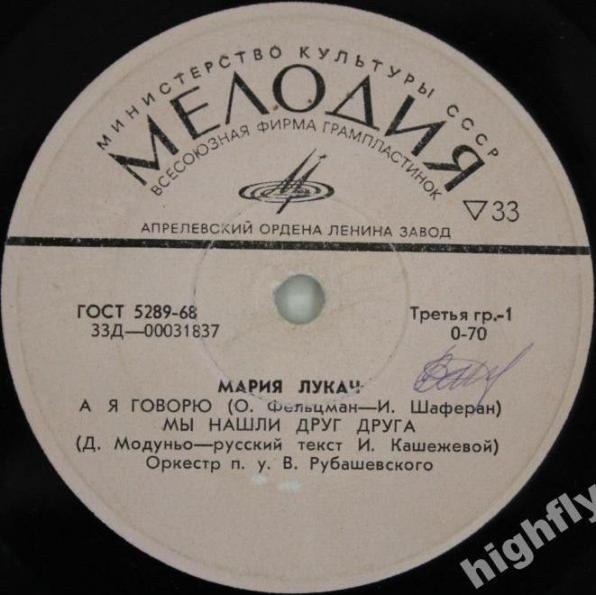 МИНИСТЕРСТВО КУЛЬТУРЫ СССР
МЕЛОДИЯ
ВСЕСОЮЗНАЯ ФИРМА ГРАМПЛАСТИНОК
▽33
АПРЕЛЕВСКИЙ ОРДЕНА ЛЕНИНА ЗАВОД
ГОСТ 5289-68
33Д—00031837
Третья гр.-1
0-70
МАРИЯ ЛУКАЧ
А Я ГОВОРЮ (О. Фельцман—И. Шаферан)
МЫ НАШЛИ ДРУГ ДРУГА
(Д. Модуньо—русский текст И. Кашежевой)
Оркестр п. у. В. Рубашевского
highfly